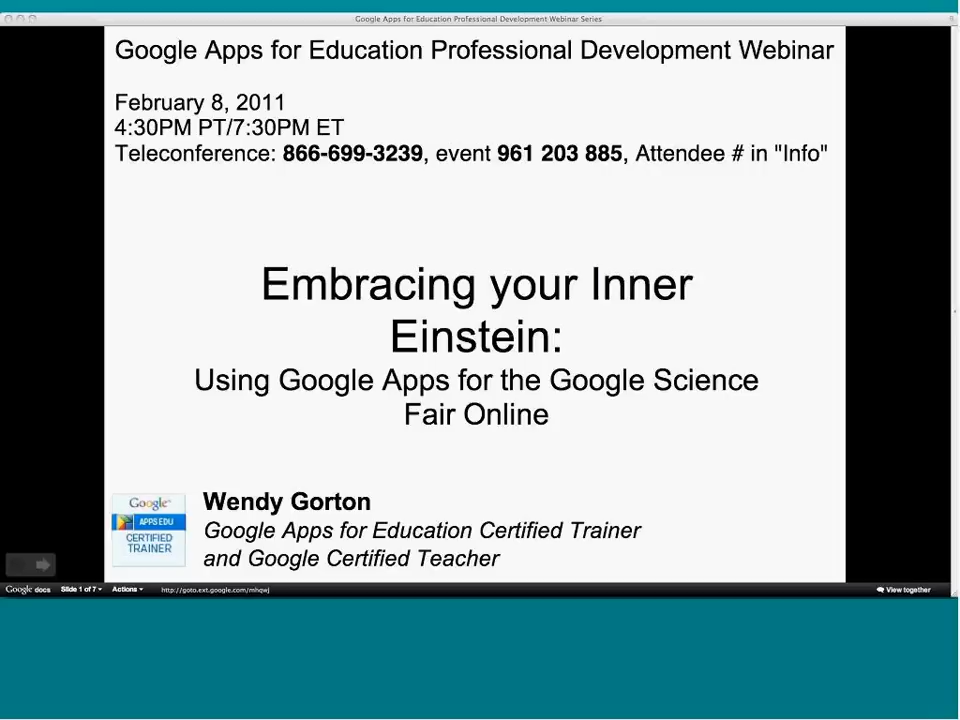 Google Apps for Education Professional Development Webinar Series
Google Apps for Education Professional Development Webinar
February 8, 2011
4:30PM PT/7:30PM ET
Teleconference: 866-699-3239, event 961 203 885, Attendee # in "Info"
Embracing your Inner
Einstein:
Using Google Apps for the Google Science
Fair Online
Google™
APPS EDU
CERTIFIED
TRAINER
Wendy Gorton
Google Apps for Education Certified Trainer
and Google Certified Teacher
Google docs Slide 1 of 7 Actions http://goto.ext.google.com/mhqwj View together